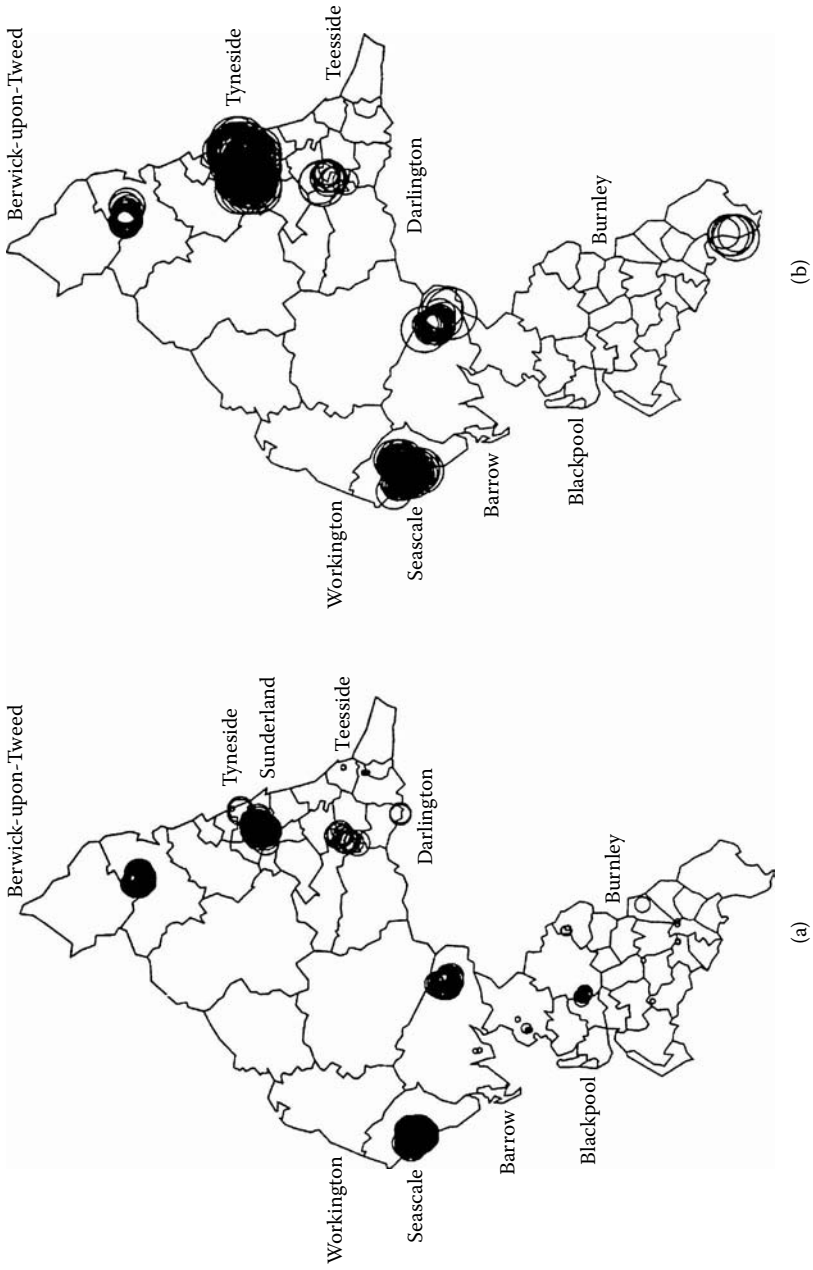 Berwick-upon-Tweed
Tyneside
Sunderland
Teesside
Darlington
Workington
Seascale
Barrow
Blackpool
Burnley
(a)
Berwick-upon-Tweed
Tyneside
Teesside
Darlington
Workington
Seascale
Barrow
Blackpool
Burnley
(b)